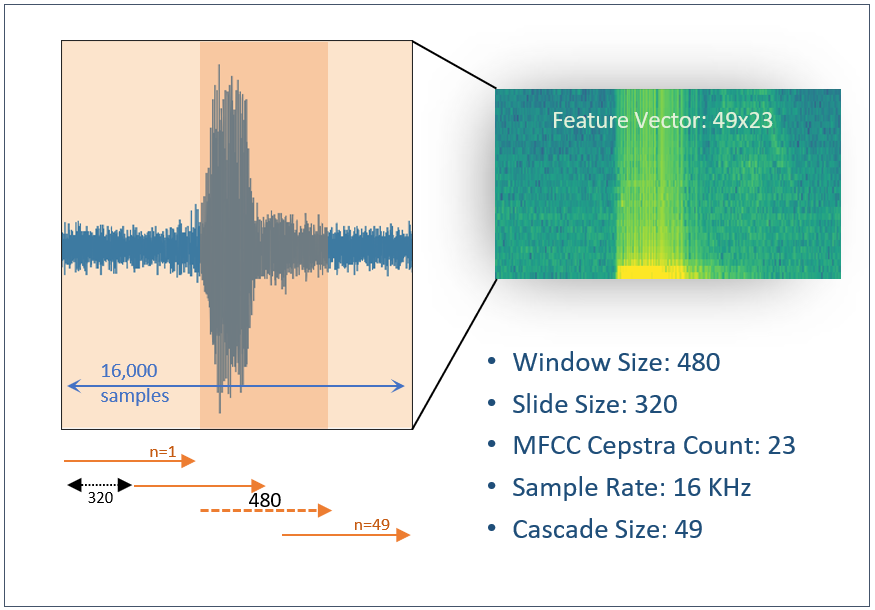 Feature Vector: 49x23
16,000
samples
n=1
320
480
n=49
• Window Size: 480
• Slide Size: 320
• MFCC Cepstra Count: 23
• Sample Rate: 16 KHz
• Cascade Size: 49